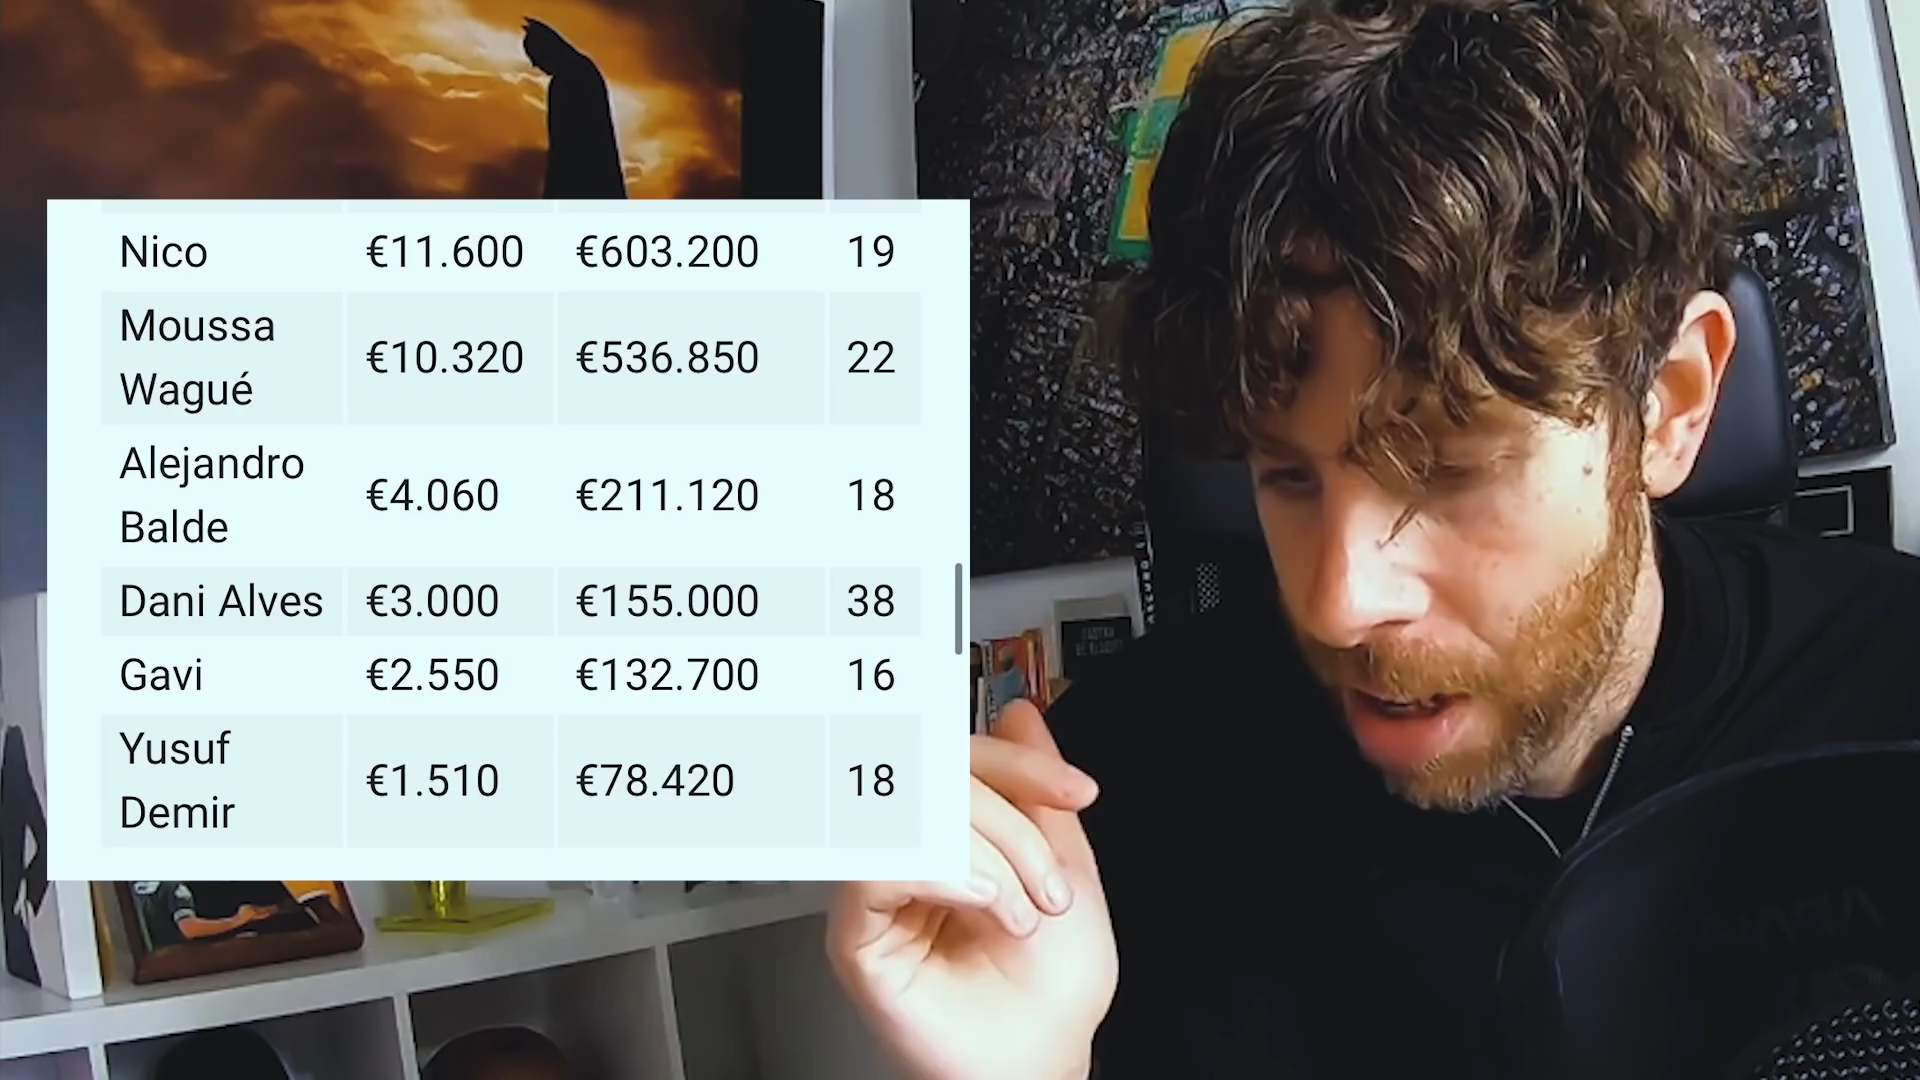 Nico €11.600 €603.200 19
Moussa Wagué €10.320 €536.850 22
Alejandro Balde €4.060 €211.120 18
Dani Alves €3.000 €155.000 38
Gavi €2.550 €132.700 16
Yusuf Demir €1.510 €78.420 18